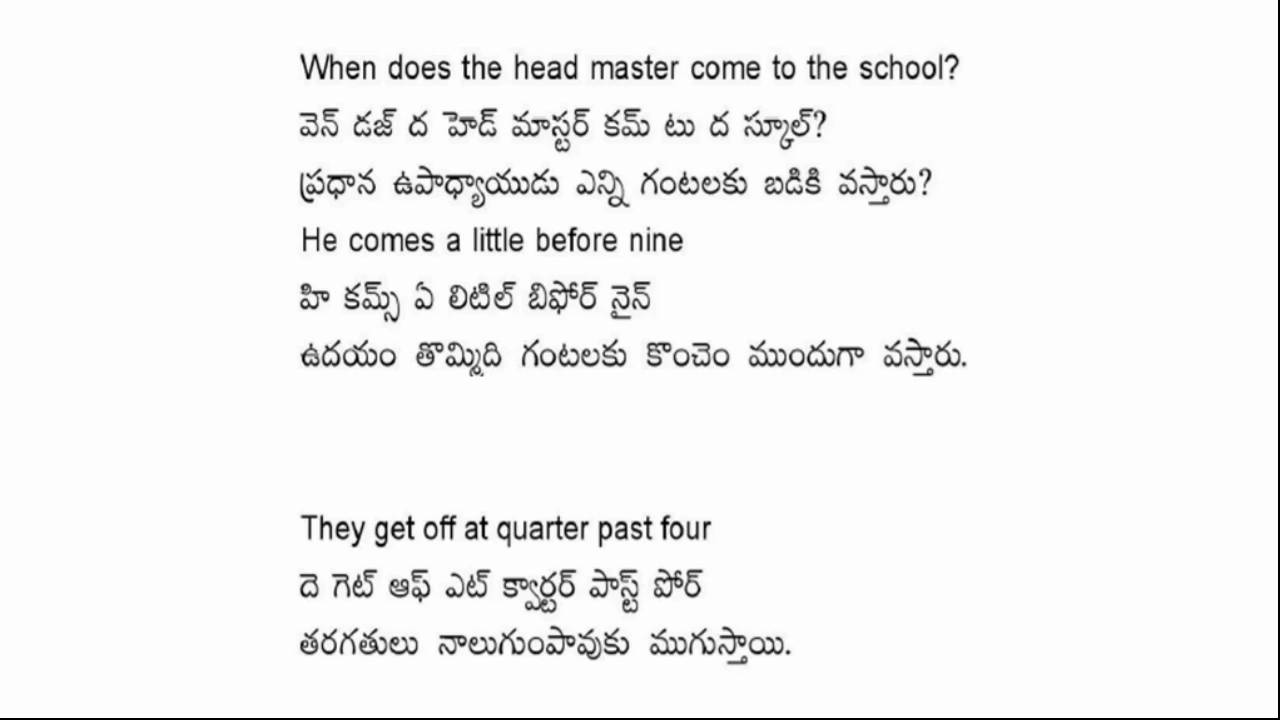 When does the head master come to the school?
వెన్ డజ్ ద హెడ్ మాస్టర్ కమ్ టు ద స్కూల్?
ప్రధాన ఉపాధ్యాయుడు ఎన్ని గంటలకు బడికి వస్తారు?
He comes a little before nine
హి కమ్స్ ఏ లిటిల్ బిఫోర్ నైన్
ఉదయం తొమ్మిది గంటలకు కొంచెం ముందుగా వస్తారు.
They get off at quarter past four
దె గెట్ ఆఫ్ ఎట్ క్వార్టర్ పాస్ట్ పోర్
తరగతులు నాలుగుంపావుకు ముగుస్తాయి.